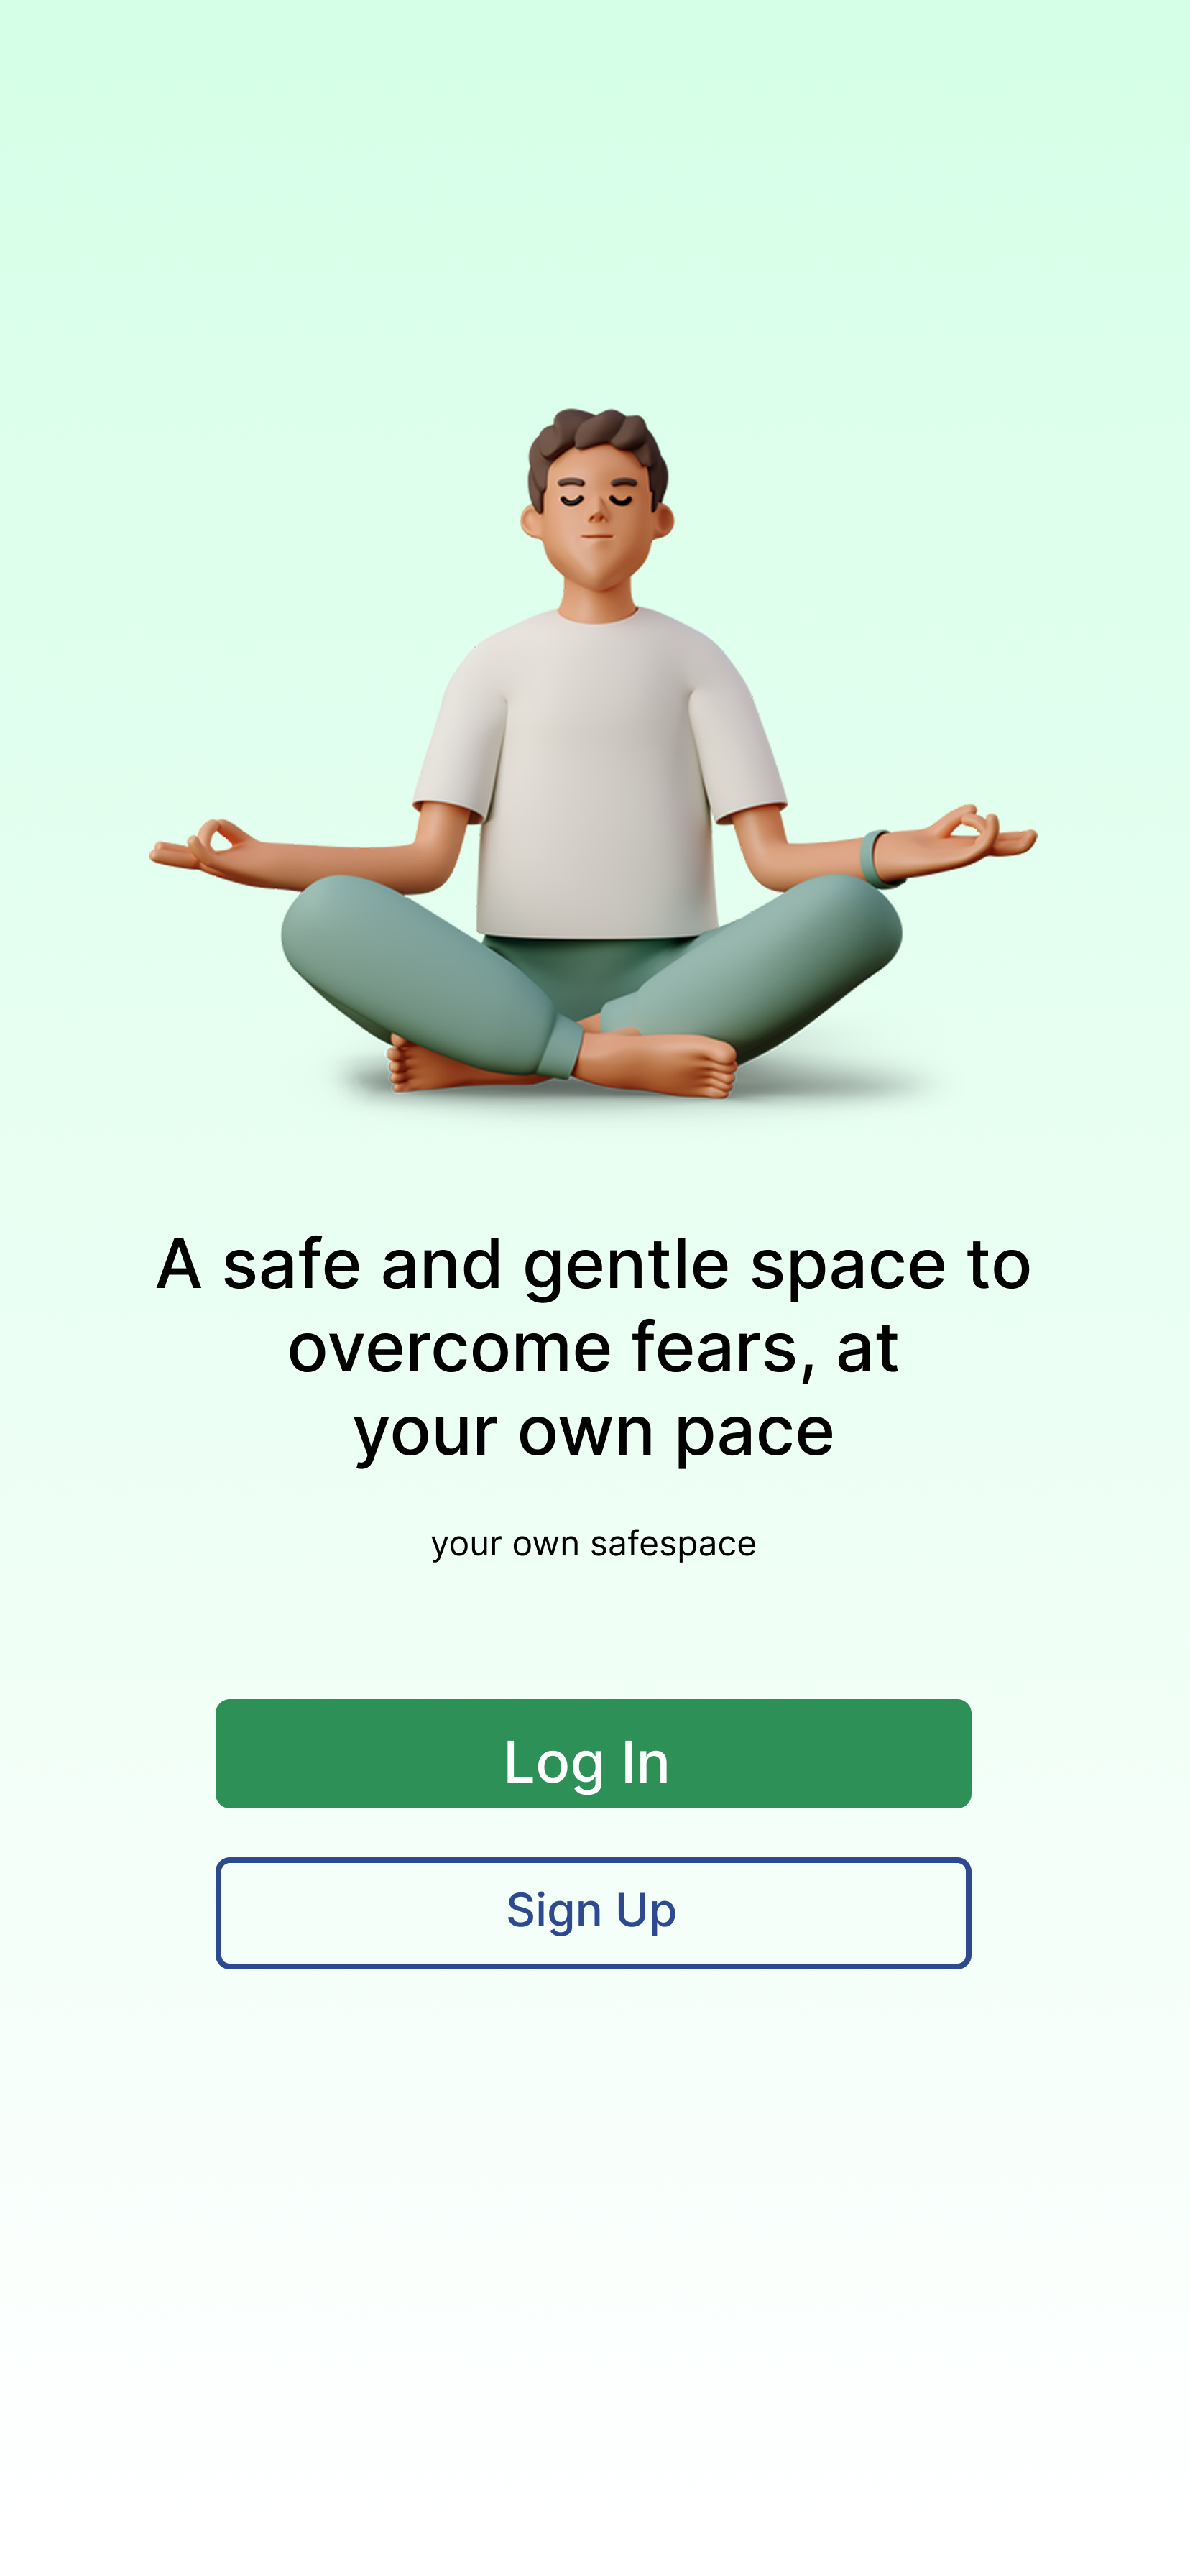 A safe and gentle space to
overcome fears, at
your own pace
your own safespace
Log In
Sign Up